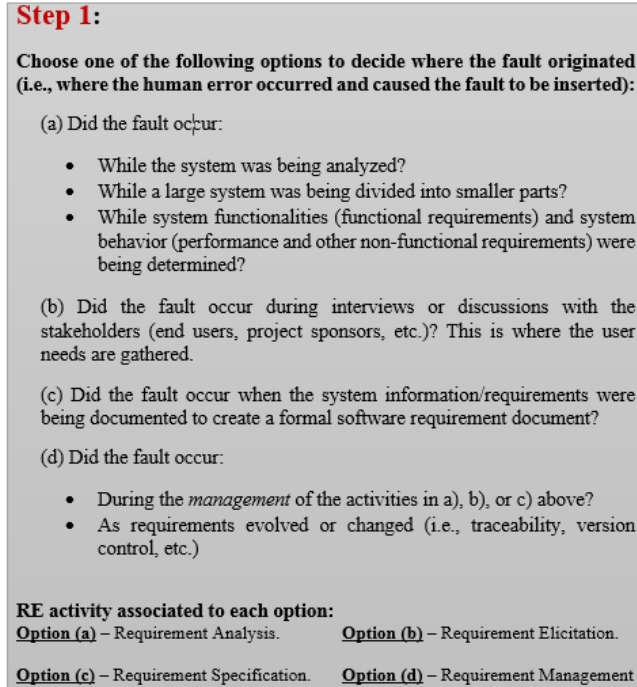 Step 1:
Choose one of the following options to decide where the fault originated
(i.e., where the human error occurred and caused the fault to be inserted):
(a) Did the fault occur:
• While the system was being analyzed?
• While a large system was being divided into smaller parts?
• While system functionalities (functional requirements) and system
behavior (performance and other non-functional requirements) were
being determined?
(b) Did the fault occur during interviews or discussions with the
stakeholders (end users, project sponsors, etc.)? This is where the user
needs are gathered.
(c) Did the fault occur when the system information/requirements were
being documented to create a formal software requirement document?
(d) Did the fault occur:
• During the management of the activities in a), b), or c) above?
• As requirements evolved or changed (i.e., traceability, version
control, etc.)
RE activity associated to each option:
Option (a) – Requirement Analysis. Option (b) – Requirement Elicitation.
Option (c) – Requirement Specification. Option (d) – Requirement Management